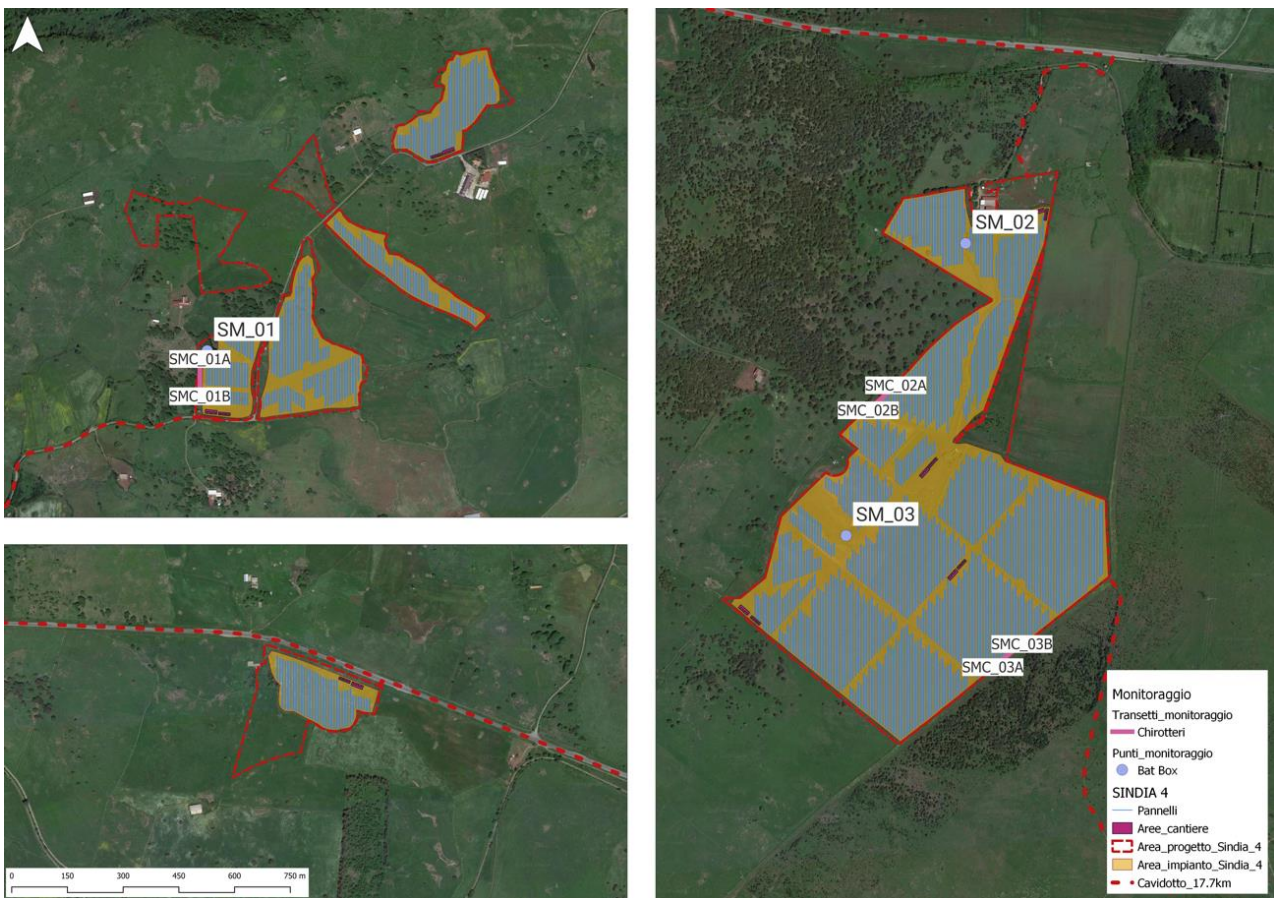 SM_01
SMC_01A
SMC_01B
0 150 300 450 600 750 m
SM_02
SMC_02A
SMC_02B
SM_03
SMC_03B
SMC_03A
Monitoraggio
Transetti_monitoraggio
Chirotteri
Punti_monitoraggio
Bat Box
SINDIA 4
Pannelli
Aree_cantiere
Area_progetto_Sindia_4
Area_impianto_Sindia_4
Cavidotto_17.7km